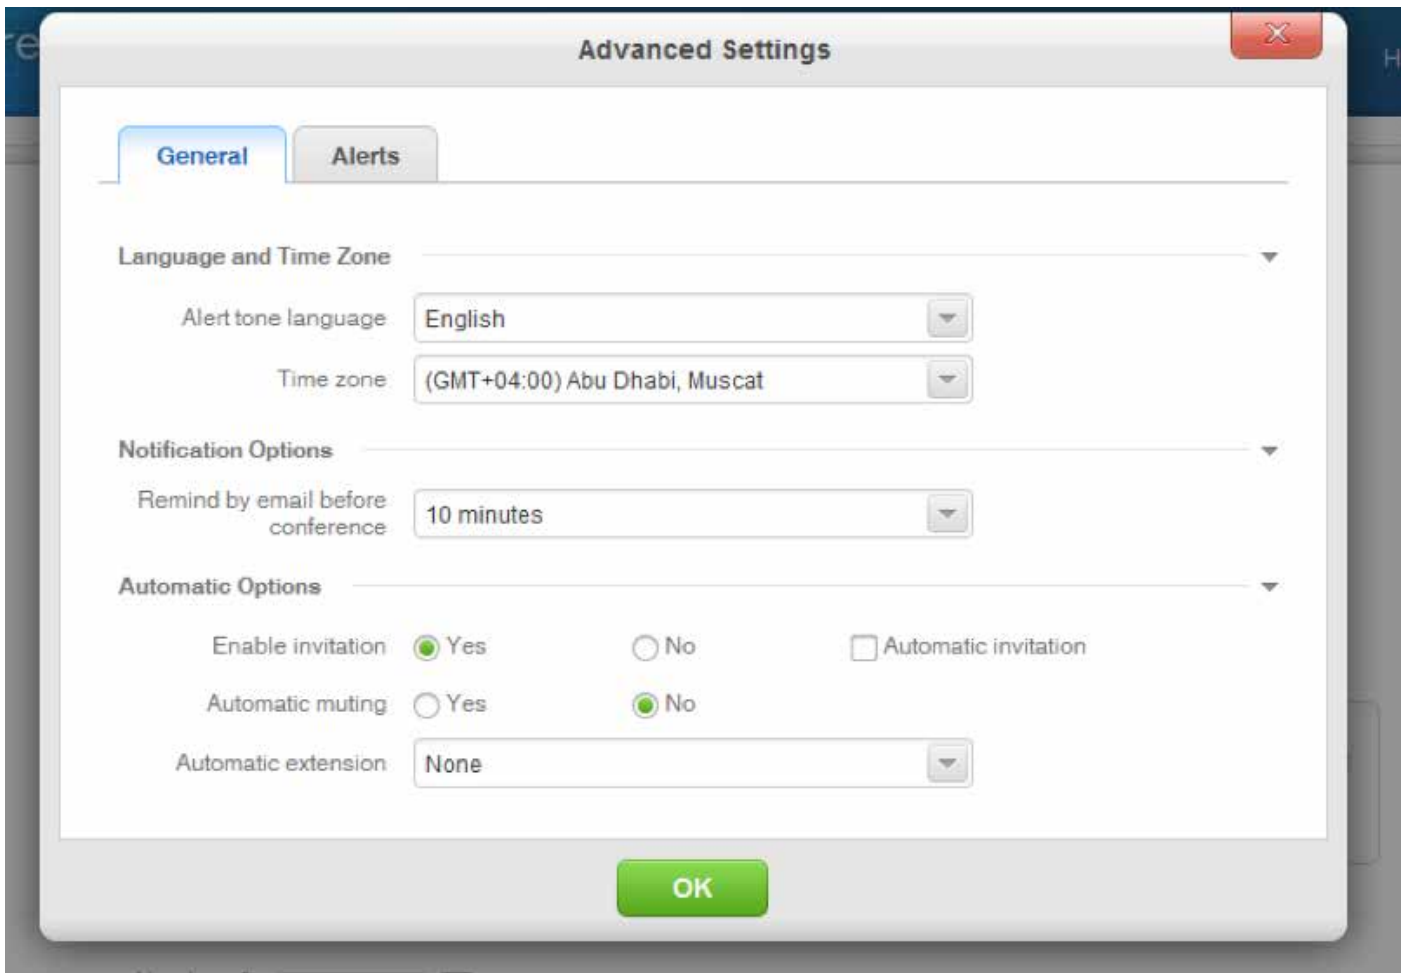 re
Advanced Settings
H
General Alerts
Language and Time Zone
Alert tone language English
Time zone (GMT+04:00) Abu Dhabi, Muscat
Notification Options
Remind by email before
conference 10 minutes
Automatic Options
Enable invitation Yes No Automatic invitation
Automatic muting Yes No
Automatic extension None
OK